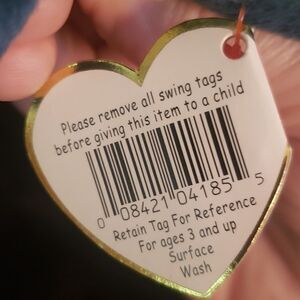 Please remove all swing tags
before giving this item to a child
0 08421 04185 5
Retain Tag For Reference
For ages 3 and up
Surface
Wash